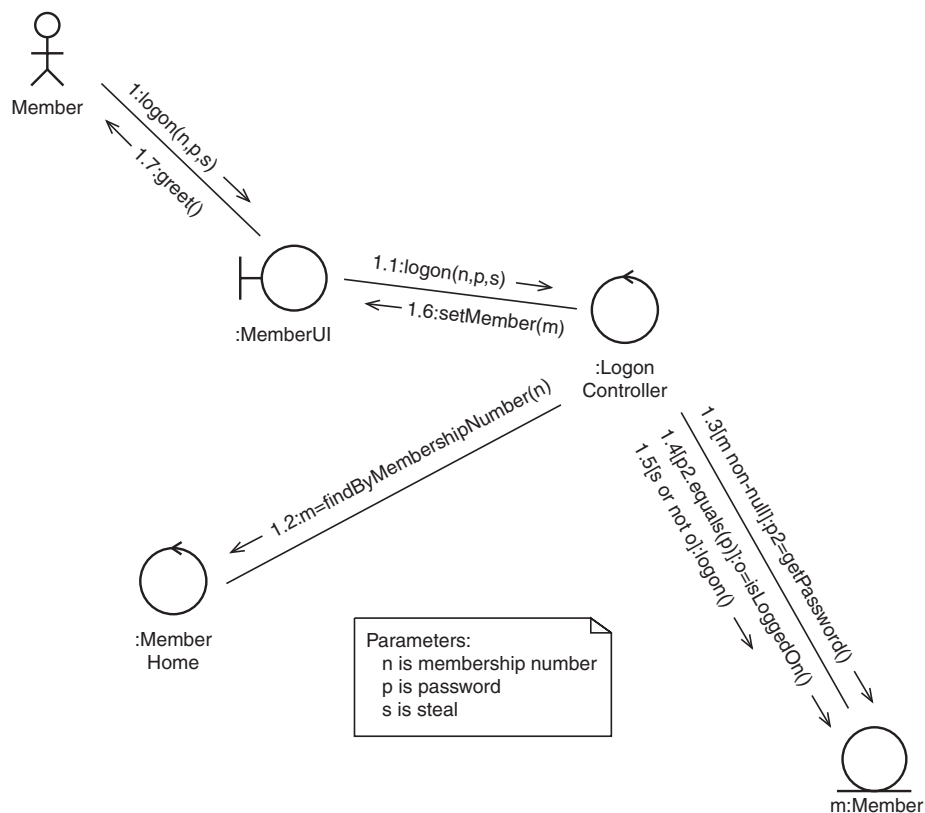 Member
1:logon(n,p,s)
1.7:greet()
:MemberUI
1.1:logon(n,p,s)
1.6:setMember(m)
:Logon
Controller
1.2:m=findByMembershipNumber(n)
1.3[m non-null]:p2=getPassword()
1.4[p2.equals(p)]:o=isLoggedOn()
1.5[s or not o]:logon()
:Member
Home
Parameters:
n is membership number
p is password
s is steal
m:Member